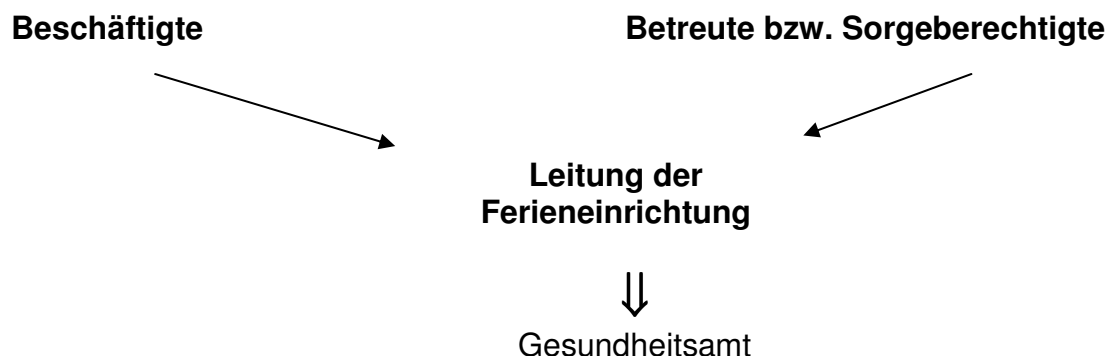 Beschäftigte
Betreute bzw. Sorgeberechtigte
Leitung der
Ferieneinrichtung
Gesundheitsamt